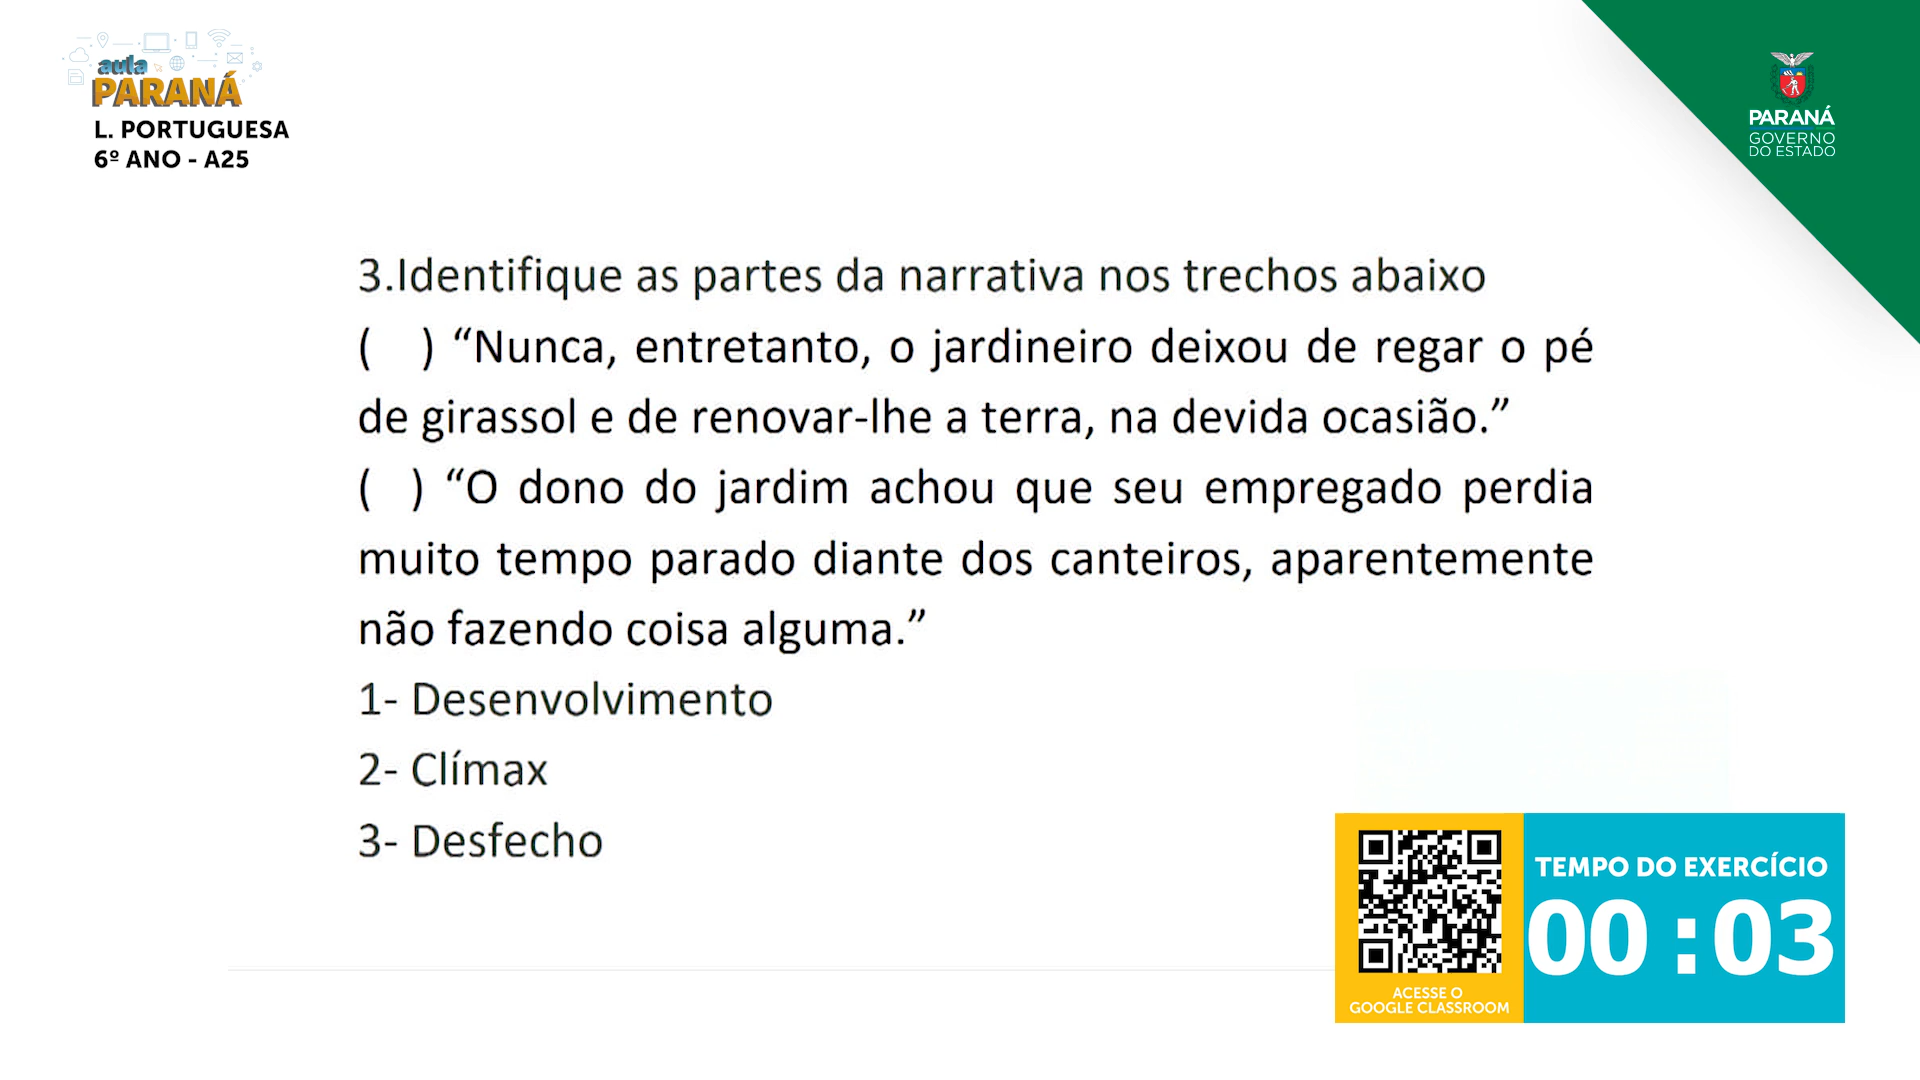 aula
PARANÁ
L. PORTUGUESA
6º ANO - A25
PARANÁ
GOVERNO
DO ESTADO
3.Identifique as partes da narrativa nos trechos abaixo
(   ) “Nunca, entretanto, o jardineiro deixou de regar o pé
de girassol e de renovar-lhe a terra, na devida ocasião.”
(   ) “O dono do jardim achou que seu empregado perdia
muito tempo parado diante dos canteiros, aparentemente
não fazendo coisa alguma.”
1- Desenvolvimento
2- Clímax
3- Desfecho
TEMPO DO EXERCÍCIO
00:03
ACESSE O
GOOGLE CLASSROOM